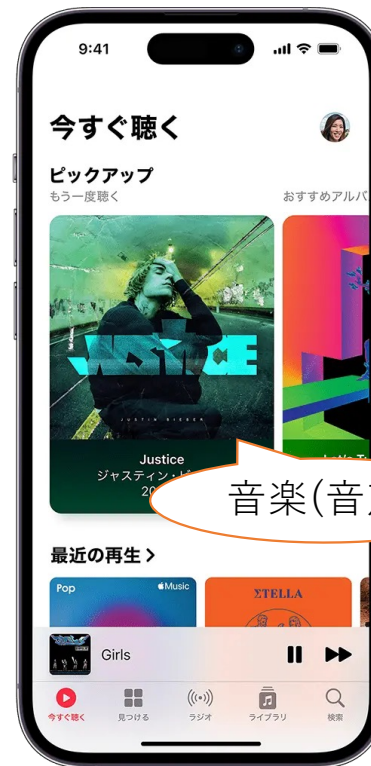 9:41
今すぐ聴く
ピックアップ
もう一度聴く
おすすめアルバ
JUSTICE
JUSTIN BIEBER
Justice
ジャスティン・ビ
20
音楽(音
最近の再生 >
Pop
Music
ΣTELLA
Girls
今すぐ聴く
見つける
ラジオ
ライブラリ
検索